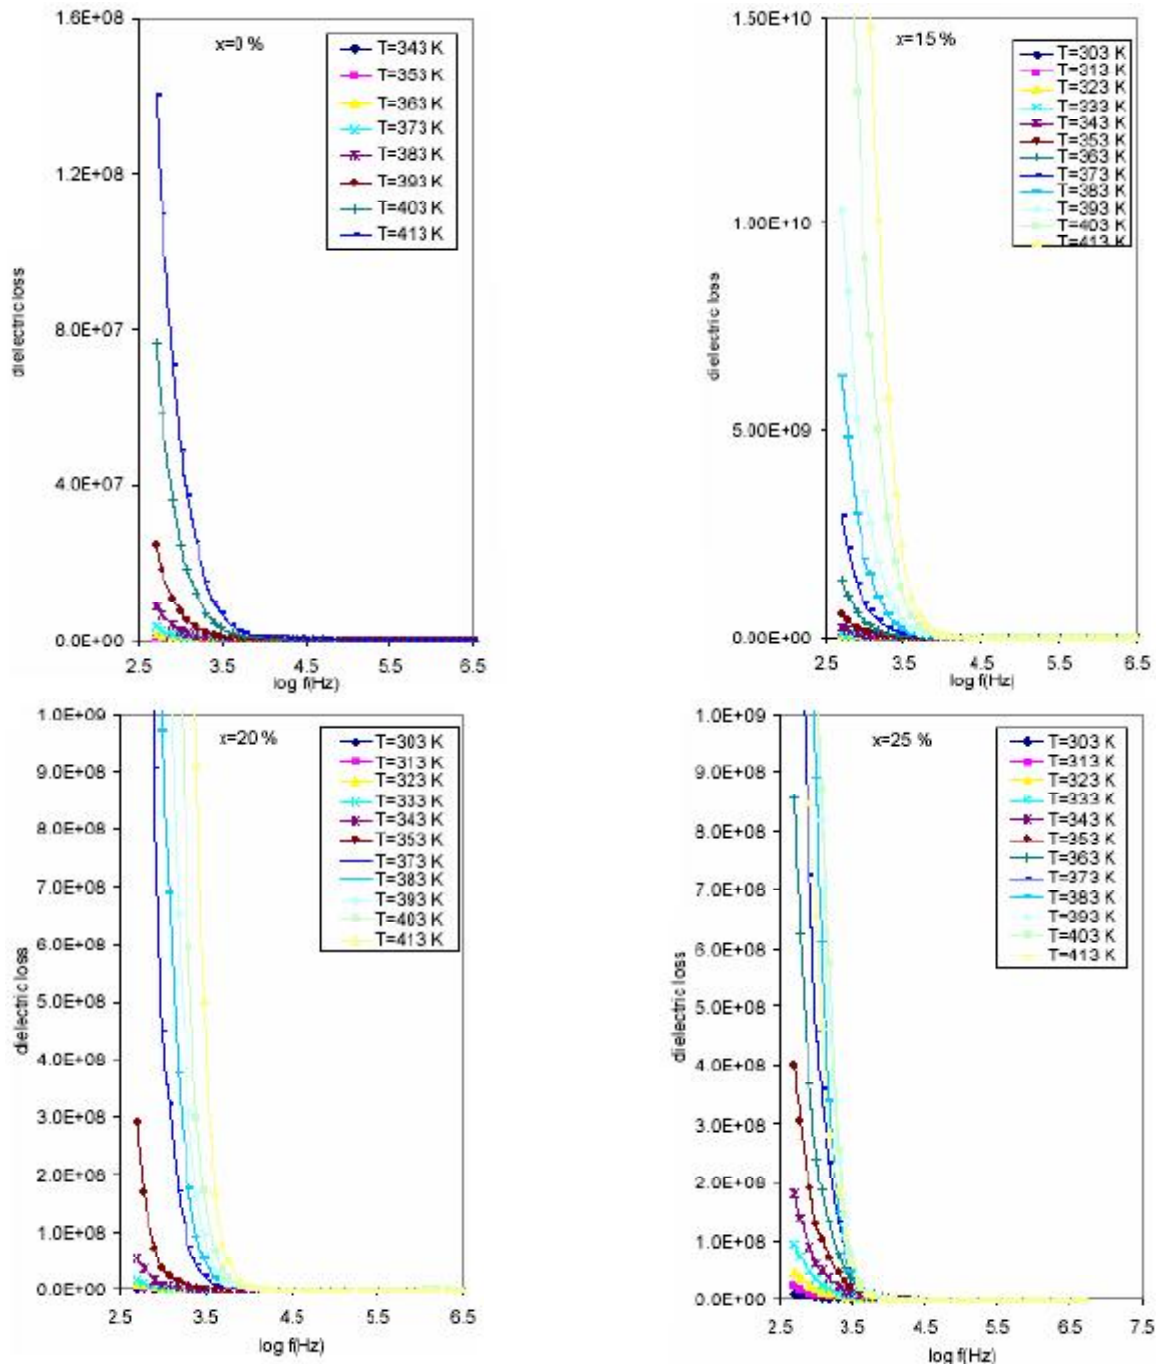 x=0 %
1.6E+08
1.2E+08
8.0E+07
4.0E+07
0.0E+00
dielectric loss
2.5 3.5 4.5 5.5 6.5
log f(Hz)
T=343 K
T=353 K
T=363 K
T=373 K
T=383 K
T=393 K
T=403 K
T=413 K
x=15 %
1.50E+10
1.00E+10
5.00E+09
0.00E+00
dielectric loss
2.5 3.5 4.5 5.5 6.5
log f(Hz)
T=303 K
T=313 K
T=323 K
T=333 K
T=343 K
T=353 K
T=363 K
T=373 K
T=383 K
T=393 K
T=403 K
T=413 K
x=20 %
1.0E+09
9.0E+08
8.0E+08
7.0E+08
6.0E+08
5.0E+08
4.0E+08
3.0E+08
2.0E+08
1.0E+08
0.0E+00
dielectric loss
2.5 3.5 4.5 5.5 6.5
log f(Hz)
T=303 K
T=313 K
T=323 K
T=333 K
T=343 K
T=353 K
T=373 K
T=383 K
T=393 K
T=403 K
T=413 K
x=25 %
1.0E+09
9.0E+08
8.0E+08
7.0E+08
6.0E+08
5.0E+08
4.0E+08
3.0E+08
2.0E+08
1.0E+08
0.0E+00
dielectric loss
2.5 3.5 4.5 5.5 6.5 7.5
log f(Hz)
T=303 K
T=313 K
T=323 K
T=333 K
T=343 K
T=353 K
T=363 K
T=373 K
T=383 K
T=393 K
T=403 K
T=413 K